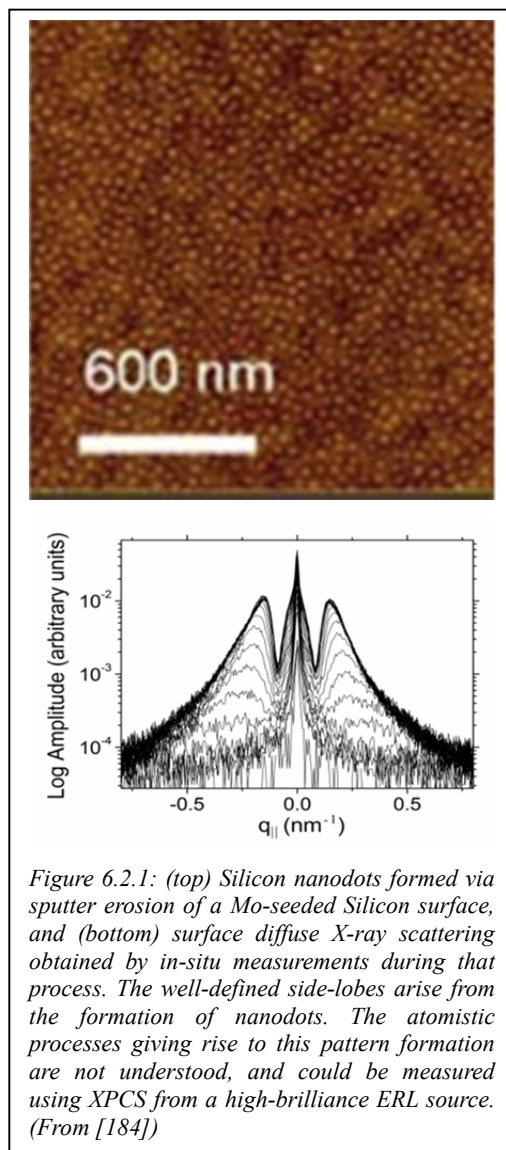 600 nm
Log Amplitude (arbitrary units)
10⁻²
10⁻³
10⁻⁴
-0.5
0.0
0.5
q|| (nm⁻¹)
Figure 6.2.1: (top) Silicon nanodots formed via
sputter erosion of a Mo-seeded Silicon surface,
and (bottom) surface diffuse X-ray scattering
obtained by in-situ measurements during that
process. The well-defined side-lobes arise from
the formation of nanodots. The atomistic
processes giving rise to this pattern formation
are not understood, and could be measured
using XPCS from a high-brilliance ERL source.
(From [184])